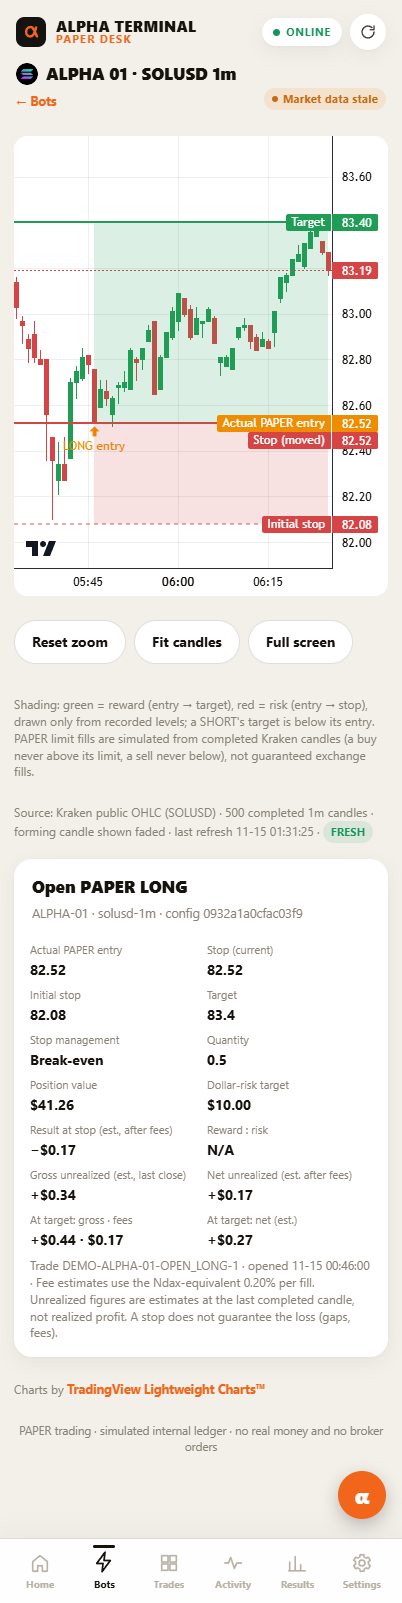 α ALPHA TERMINAL
PAPER DESK
ONLINE
ALPHA 01 · SOLUSD 1m
← Bots
Market data stale
83.60
Target 83.40
83.19
83.00
82.80
82.60
Actual PAPER entry 82.52
Stop (moved) 82.52
LONG entry
82.40
82.20
Initial stop 82.08
82.00
05:45 06:00 06:15
Reset zoom Fit candles Full screen
Shading: green = reward (entry → target), red = risk (entry → stop),
drawn only from recorded levels; a SHORT's target is below its entry.
PAPER limit fills are simulated from completed Kraken candles (a buy
never above its limit, a sell never below), not guaranteed exchange
fills.
Source: Kraken public OHLC (SOLUSD) · 500 completed 1m candles ·
forming candle shown faded · last refresh 11-15 01:31:25 · FRESH
Open PAPER LONG
ALPHA-01 · solusd-1m · config 0932a1a0cfac03f9
Actual PAPER entry Stop (current)
82.52 82.52
Initial stop Target
82.08 83.4
Stop management Quantity
Break-even 0.5
Position value Dollar-risk target
$41.26 $10.00
Result at stop (est., after fees) Reward : risk
−$0.17 N/A
Gross unrealized (est., last close) Net unrealized (est. after fees)
+$0.34 +$0.17
At target: gross · fees At target: net (est.)
+$0.44 · $0.17 +$0.27
Trade DEMO-ALPHA-01-OPEN_LONG-1 · opened 11-15 00:46:00
· Fee estimates use the Ndax-equivalent 0.20% per fill.
Unrealized figures are estimates at the last completed candle,
not realized profit. A stop does not guarantee the loss (gaps,
fees).
Charts by TradingView Lightweight Charts™
PAPER trading · simulated internal ledger · no real money and no broker
orders
α
Home Bots Trades Activity Results Settings